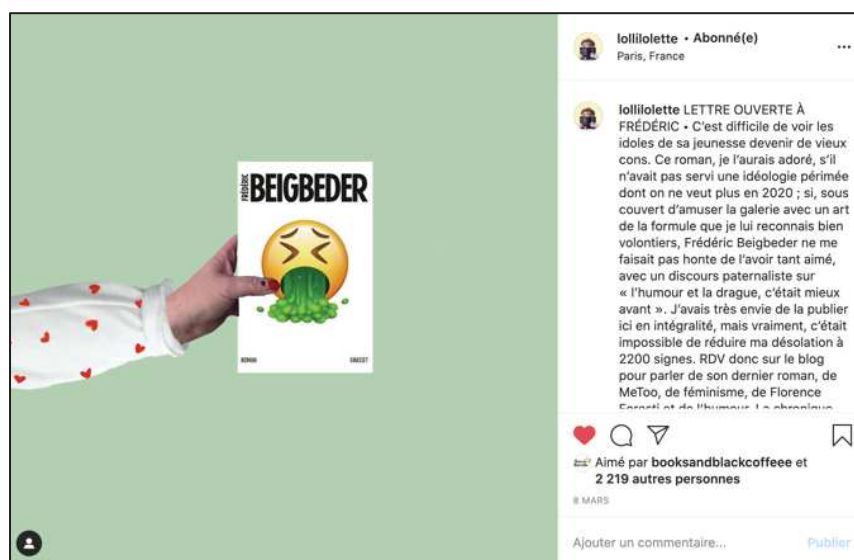 lollilolette • Abonné(e)
Paris, France
lollilolette LETTRE OUVERTE À
FRÉDÉRIC • C'est difficile de voir les
idoles de sa jeunesse devenir de vieux
cons. Ce roman, je l'aurais adoré, s'il
n'avait pas servi une idéologie périmée
dont on ne veut plus en 2020 ; si, sous
couvert d'amuser la galerie avec un art
de la formule que je lui reconnais bien
volontiers, Frédéric Beigbeder ne me
faisait pas honte de l'avoir tant aimé,
avec un discours paternaliste sur
« l'humour et la drague, c'était mieux
avant ». J'avais très envie de la publier
ici en intégralité, mais vraiment, c'était
impossible de réduire ma désolation à
2200 signes. RDV donc sur le blog
pour parler de son dernier roman, de
MeToo, de féminisme, de Florence
Foresti et de l'humour. La chronique
Aimé par booksandblackcoffeee et
2 219 autres personnes
8 MARS
Ajouter un commentaire... Publier
FRÉDÉRIC
BEIGBEDER
ROMAN GRASSET